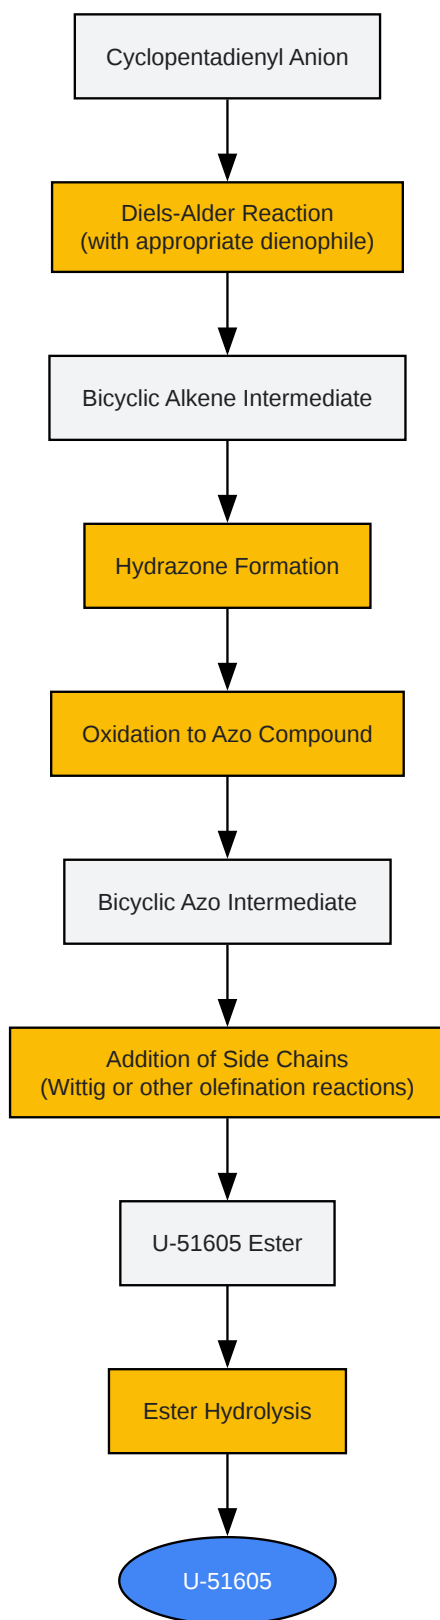 Cyclopentadienyl Anion
Diels-Alder Reaction
(with appropriate dienophile)
Bicyclic Alkene Intermediate
Hydrazone Formation
Oxidation to Azo Compound
Bicyclic Azo Intermediate
Addition of Side Chains
(Wittig or other olefination reactions)
U-51605 Ester
Ester Hydrolysis
U-51605